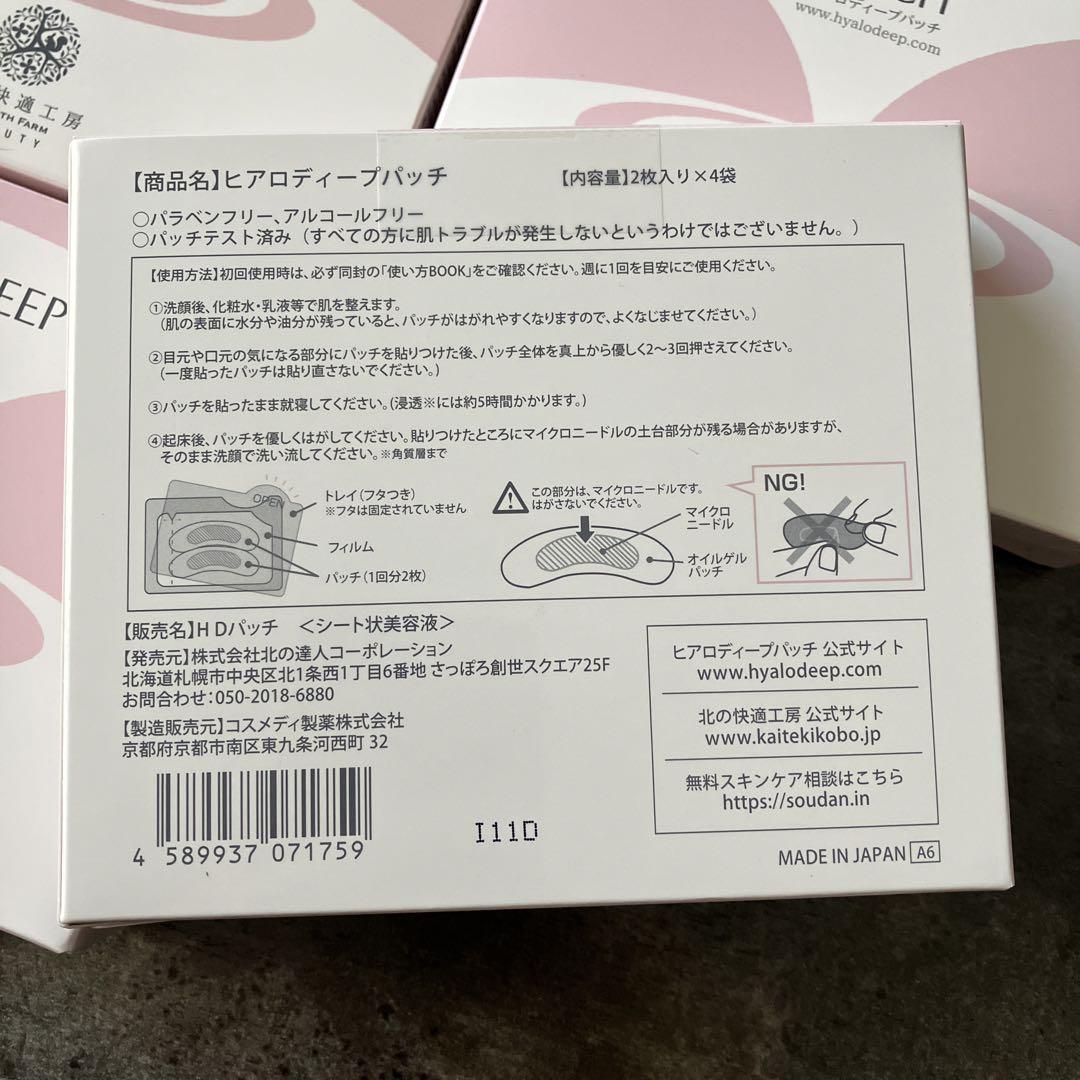 快適工房
TH FARM
UTY
ロディープパッチ
www.hyalodeep.com
EEP
【商品名】ヒアロディープパッチ 【内容量】2枚入り×4袋
○パラベンフリー、アルコールフリー
○パッチテスト済み（すべての方に肌トラブルが発生しないというわけではございません。）
【使用方法】初回使用時は、必ず同封の「使い方BOOK」をご確認ください。週に1回を目安にご使用ください。
①洗顔後、化粧水・乳液等で肌を整えます。
（肌の表面に水分や油分が残っていると、パッチがはがれやすくなりますので、よくなじませてください。）
②目元や口元の気になる部分にパッチを貼りつけた後、パッチ全体を真上から優しく2～3回押さえてください。
（一度貼ったパッチは貼り直さないでください。）
③パッチを貼ったまま就寝してください。（浸透※には約5時間かかります。）
④起床後、パッチを優しくはがしてください。貼りつけたところにマイクロニードルの土台部分が残る場合がありますが、
そのまま洗顔で洗い流してください。※角質層まで
OPEN
トレイ（フタつき）
※フタは固定されていません
フィルム
パッチ（1回分2枚）
この部分は、マイクロニードルです。
はがさないでください。
マイクロ
ニードル
オイルゲル
パッチ
NG!
【販売名】H Dパッチ ＜シート状美容液＞
【発売元】株式会社北の達人コーポレーション
北海道札幌市中央区北1条西1丁目6番地 さっぽろ創世スクエア25F
お問合わせ：050-2018-6880
【製造販売元】コスメディ製薬株式会社
京都府京都市南区東九条河西町 32
ヒアロディープパッチ 公式サイト
www.hyalodeep.com
北の快適工房 公式サイト
www.kaitekikobo.jp
無料スキンケア相談はこちら
https://soudan.in
4 589937 071759
I11D
MADE IN JAPAN A6